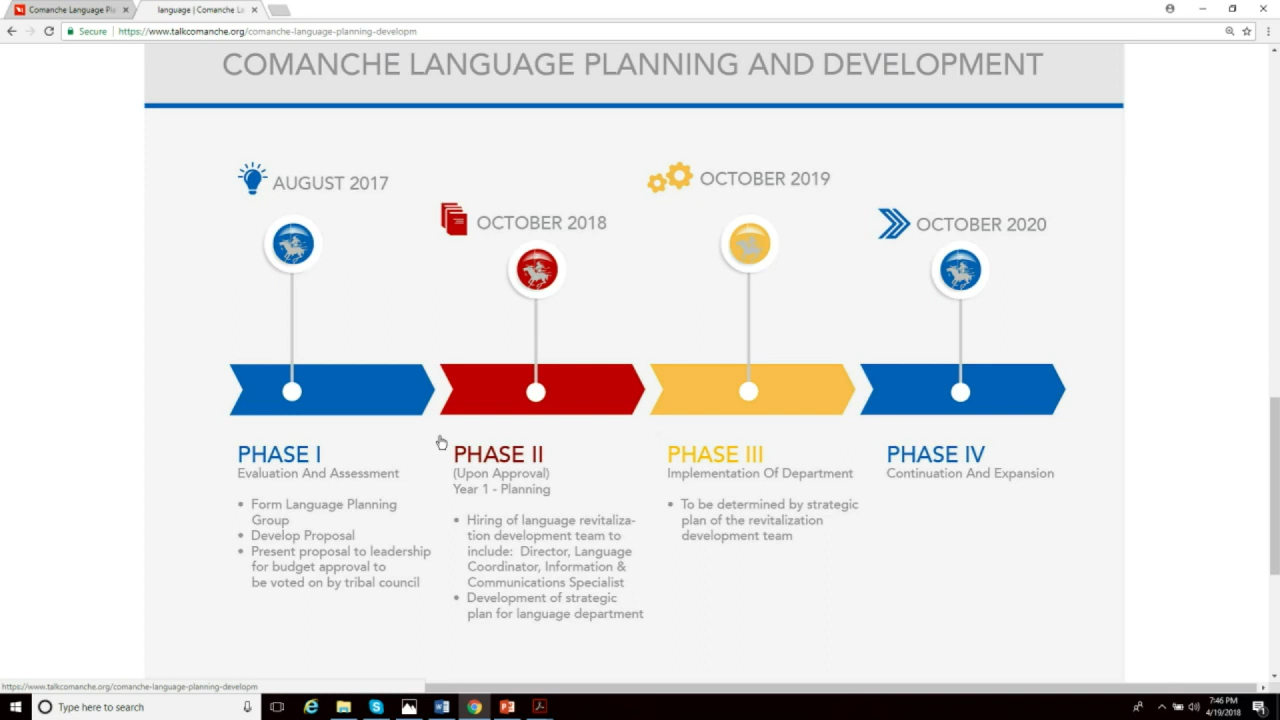 Comanche Language Pla
language | Comanche La
Secure
https://www.talkcomanche.org/comanche-language-planning-developm
COMANCHE LANGUAGE PLANNING AND DEVELOPMENT
AUGUST 2017
OCTOBER 2018
OCTOBER 2019
OCTOBER 2020
PHASE I
Evaluation And Assessment
• Form Language Planning
Group
• Develop Proposal
• Present proposal to leadership
for budget approval to
be voted on by tribal council
PHASE II
(Upon Approval)
Year 1 - Planning
• Hiring of language revitaliza-
tion development team to
include: Director, Language
Coordinator, Information &
Communications Specialist
• Development of strategic
plan for language department
PHASE III
Implementation Of Department
• To be determined by strategic
plan of the revitalization
development team
PHASE IV
Continuation And Expansion
https://www.talkcomanche.org/comanche-language-planning-developm
Type here to search
7:46 PM
4/19/2018